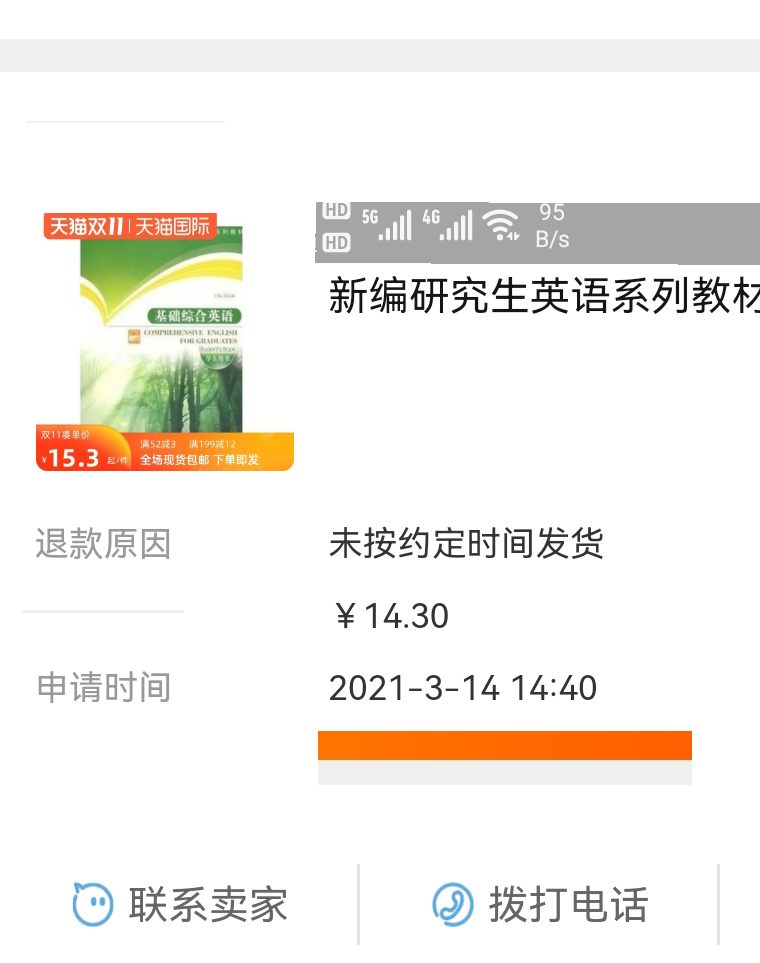 天猫双11 天猫国际
HD 5G 4G 95
HD B/s
新编研究生英语系列教材
基础综合英语
COMPREHENSIVE ENGLISH
FOR GRADUATES
Student's Book
学生用书
双11凑单价
¥15.3起/件
满52减3 满199减12
全场现货包邮 下单即发
退款原因 未按约定时间发货
￥14.30
申请时间 2021-3-14 14:40
联系卖家 拨打电话